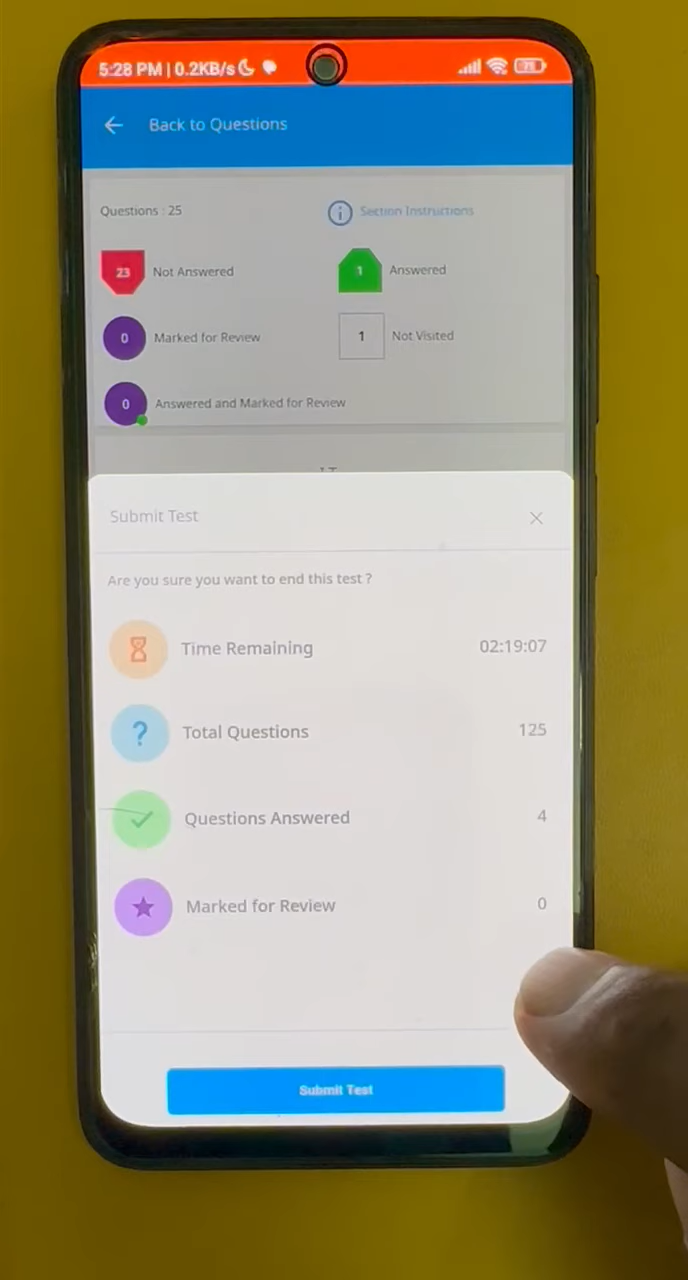 5:28 PM | 0.2KB/s
Back to Questions
Questions : 25
Section Instructions
23 Not Answered
1 Answered
0 Marked for Review
1 Not Visited
0 Answered and Marked for Review
Submit Test
Are you sure you want to end this test ?
Time Remaining 02:19:07
Total Questions 125
Questions Answered 4
Marked for Review 0
Submit Test